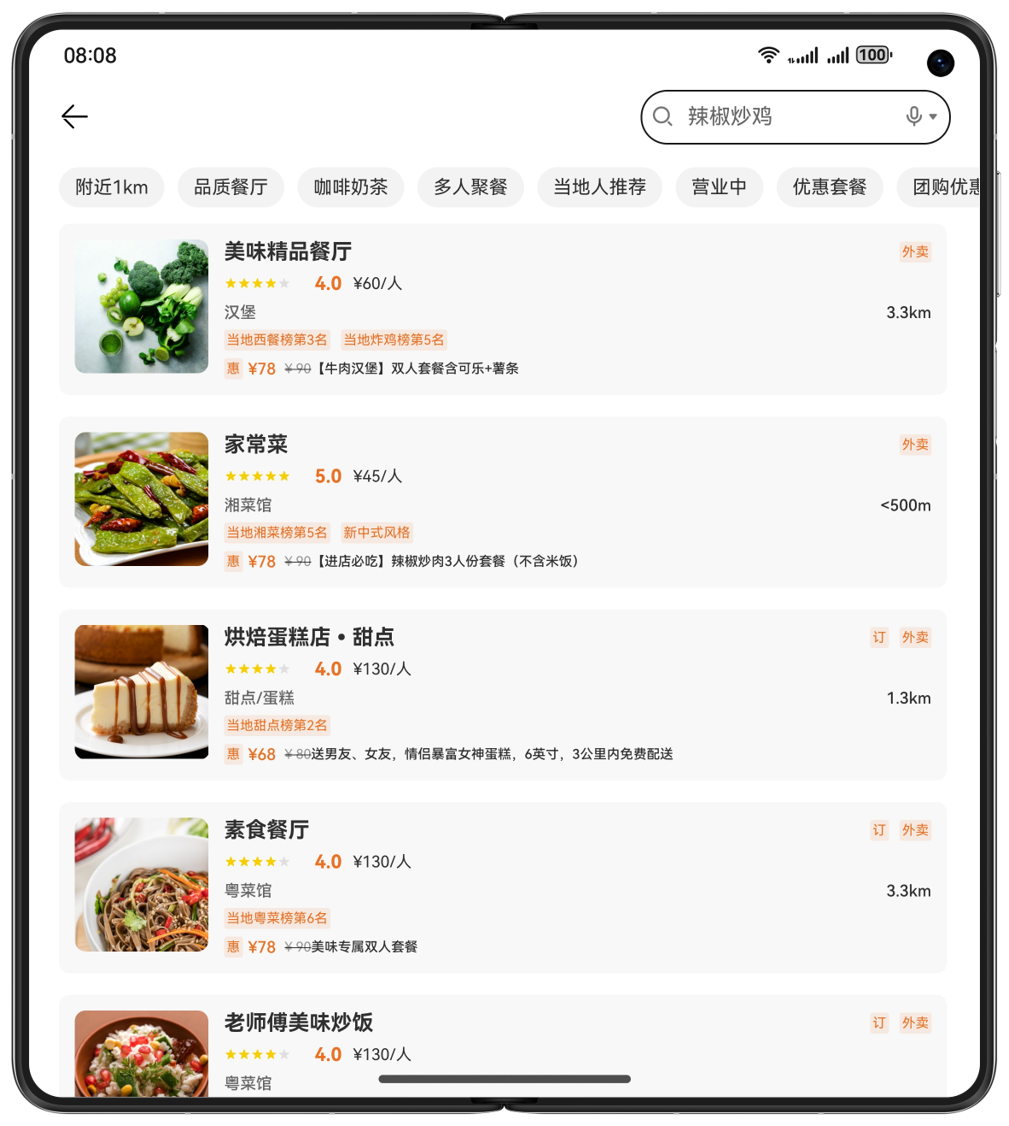 08:08
100
辣椒炒鸡
附近1km 品质餐厅 咖啡奶茶 多人聚餐 当地人推荐 营业中 优惠套餐 团购优惠
美味精品餐厅 外卖
4.0 ¥60/人
汉堡 3.3km
当地西餐榜第3名 当地炸鸡榜第5名
惠 ¥78 ¥90【牛肉汉堡】双人套餐含可乐+薯条
家常菜 外卖
5.0 ¥45/人
湘菜馆 <500m
当地湘菜榜第5名 新中式风格
惠 ¥78 ¥90【进店必吃】辣椒炒肉3人份套餐（不含米饭）
烘焙蛋糕店•甜点 订 外卖
4.0 ¥130/人
甜点/蛋糕 1.3km
当地甜点榜第2名
惠 ¥68 ¥80送男友、女友，情侣暴富女神蛋糕，6英寸，3公里内免费配送
素食餐厅 订 外卖
4.0 ¥130/人
粤菜馆 3.3km
当地粤菜榜第6名
惠 ¥78 ¥90美味专属双人套餐
老师傅美味炒饭 订 外卖
4.0 ¥130/人
粤菜馆